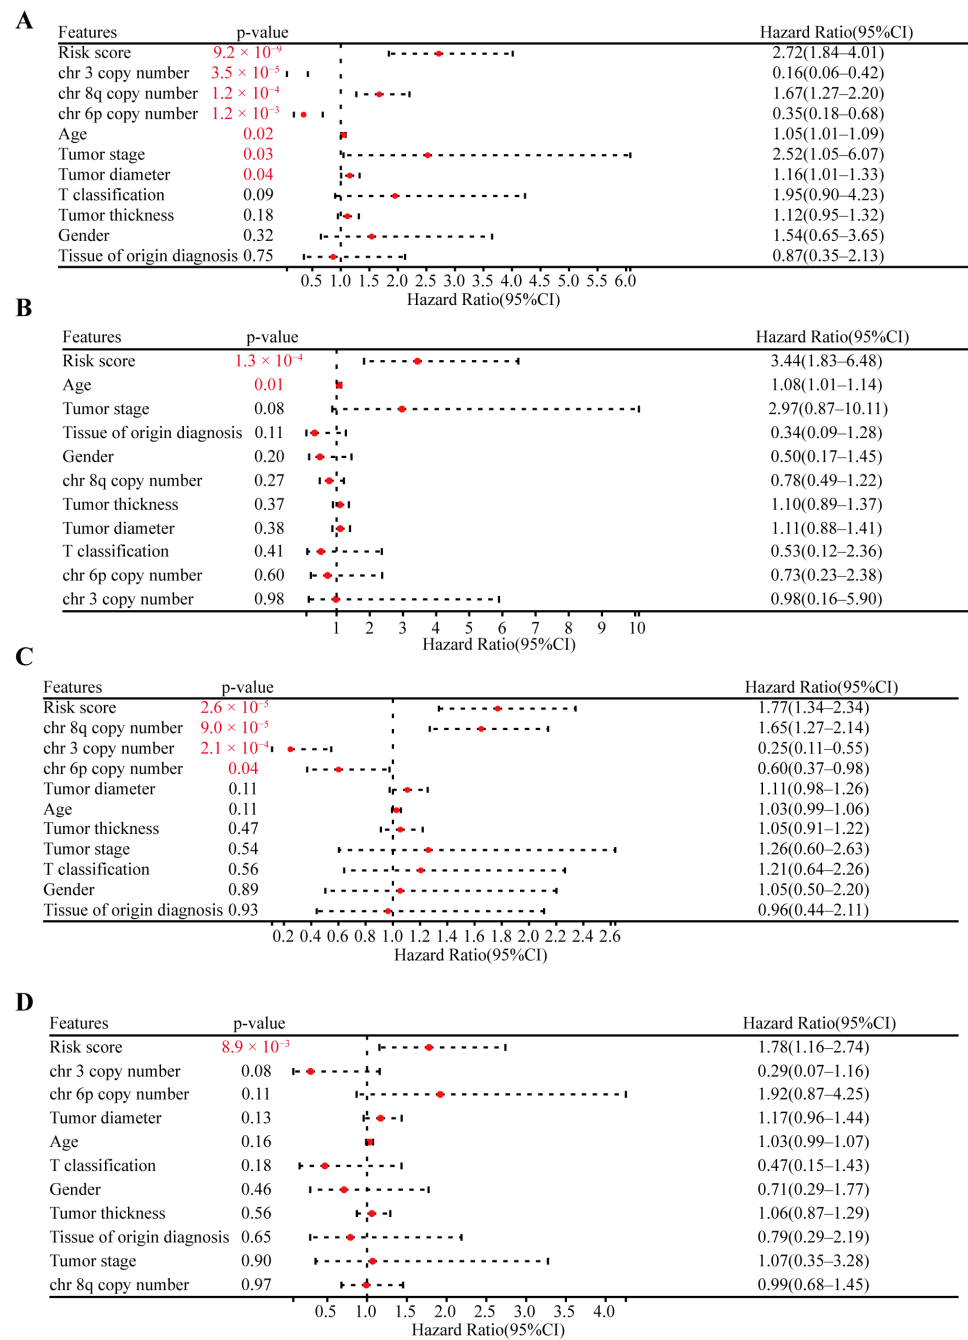 A
Features p-value Hazard Ratio(95%CI)
Risk score 9.2 × 10⁻⁹ 2.72(1.84–4.01)
chr 3 copy number 3.5 × 10⁻⁵ 0.16(0.06–0.42)
chr 8q copy number 1.2 × 10⁻⁴ 1.67(1.27–2.20)
chr 6p copy number 1.2 × 10⁻³ 0.35(0.18–0.68)
Age 0.02 1.05(1.01–1.09)
Tumor stage 0.03 2.52(1.05–6.07)
Tumor diameter 0.04 1.16(1.01–1.33)
T classification 0.09 1.95(0.90–4.23)
Tumor thickness 0.18 1.12(0.95–1.32)
Gender 0.32 1.54(0.65–3.65)
Tissue of origin diagnosis 0.75 0.87(0.35–2.13)
0.5 1.0 1.5 2.0 2.5 3.0 3.5 4.0 4.5 5.0 5.5 6.0
Hazard Ratio(95%CI)
B
Features p-value Hazard Ratio(95%CI)
Risk score 1.3 × 10⁻⁴ 3.44(1.83–6.48)
Age 0.01 1.08(1.01–1.14)
Tumor stage 0.08 2.97(0.87–10.11)
Tissue of origin diagnosis 0.11 0.34(0.09–1.28)
Gender 0.20 0.50(0.17–1.45)
chr 8q copy number 0.27 0.78(0.49–1.22)
Tumor thickness 0.37 1.10(0.89–1.37)
Tumor diameter 0.38 1.11(0.88–1.41)
T classification 0.41 0.53(0.12–2.36)
chr 6p copy number 0.60 0.73(0.23–2.38)
chr 3 copy number 0.98 0.98(0.16–5.90)
1 2 3 4 5 6 7 8 9 10
Hazard Ratio(95%CI)
C
Features p-value Hazard Ratio(95%CI)
Risk score 2.6 × 10⁻⁵ 1.77(1.34–2.34)
chr 8q copy number 9.0 × 10⁻⁵ 1.65(1.27–2.14)
chr 3 copy number 2.1 × 10⁻⁴ 0.25(0.11–0.55)
chr 6p copy number 0.04 0.60(0.37–0.98)
Tumor diameter 0.11 1.11(0.98–1.26)
Age 0.11 1.03(0.99–1.06)
Tumor thickness 0.47 1.05(0.91–1.22)
Tumor stage 0.54 1.26(0.60–2.63)
T classification 0.56 1.21(0.64–2.26)
Gender 0.89 1.05(0.50–2.20)
Tissue of origin diagnosis 0.93 0.96(0.44–2.11)
0.2 0.4 0.6 0.8 1.0 1.2 1.4 1.6 1.8 2.0 2.2 2.4 2.6
Hazard Ratio(95%CI)
D
Features p-value Hazard Ratio(95%CI)
Risk score 8.9 × 10⁻³ 1.78(1.16–2.74)
chr 3 copy number 0.08 0.29(0.07–1.16)
chr 6p copy number 0.11 1.92(0.87–4.25)
Tumor diameter 0.13 1.17(0.96–1.44)
Age 0.16 1.03(0.99–1.07)
T classification 0.18 0.47(0.15–1.43)
Gender 0.46 0.71(0.29–1.77)
Tumor thickness 0.56 1.06(0.87–1.29)
Tissue of origin diagnosis 0.65 0.79(0.29–2.19)
Tumor stage 0.90 1.07(0.35–3.28)
chr 8q copy number 0.97 0.99(0.68–1.45)
0.5 1.0 1.5 2.0 2.5 3.0 3.5 4.0
Hazard Ratio(95%CI)